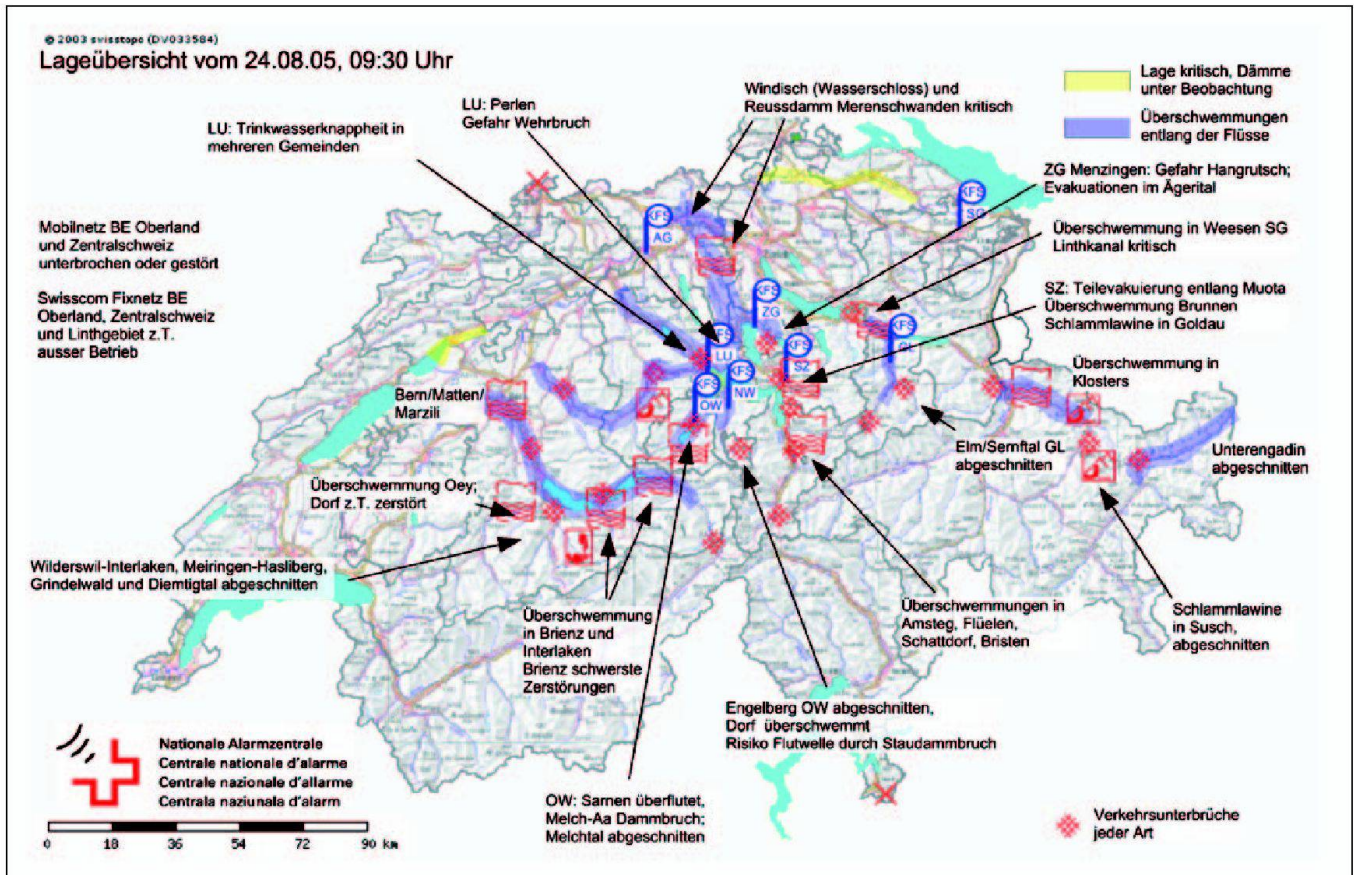 © 2003 swisstopo (DV033584)
Lageübersicht vom 24.08.05, 09:30 Uhr
Lage kritisch, Dämme
unter Beobachtung
Überschwemmungen
entlang der Flüsse
LU: Perlen
Gefahr Wehrbruch
Windisch (Wasserschloss) und
Reussdamm Merenschwanden kritisch
LU: Trinkwasserknappheit in
mehreren Gemeinden
ZG Menzingen: Gefahr Hangrutsch;
Evakuationen im Ägerital
Mobilnetz BE Oberland
und Zentralschweiz
unterbrochen oder gestört
Überschwemmung in Weesen SG
Linthkanal kritisch
Swisscom Fixnetz BE
Oberland, Zentralschweiz
und Linthgebiet z.T.
ausser Betrieb
SZ: Teilevakuierung entlang Muota
Überschwemmung Brunnen
Schlammlawine in Goldau
KFS
AG
KFS
SG
KFS
ZG
KFS
LU
KFS
SZ
KFS
GL
KFS
OW
KFS
NW
Überschwemmung in
Klosters
Bern/Matten/
Marzili
Elm/Sernftal GL
abgeschnitten
Unterengadin
abgeschnitten
Überschwemmung Oey;
Dorf z.T. zerstört
Wilderswil-Interlaken, Meiringen-Hasliberg,
Grindelwald und Diemtigtal abgeschnitten
Überschwemmung
in Brienz und
Interlaken
Brienz schwerste
Zerstörungen
Überschwemmungen in
Amsteg, Flüelen,
Schattdorf, Bristen
Schlammlawine
in Susch,
abgeschnitten
Engelberg OW abgeschnitten,
Dorf überschwemmt
Risiko Flutwelle durch Staudammbruch
OW: Sarnen überflutet,
Melch-Aa Dammbruch;
Melchtal abgeschnitten
Nationale Alarmzentrale
Centrale nationale d'alarme
Centrale nazionale d'allarme
Centrala naziunala d'alarm
0 18 36 54 72 90 km
Verkehrsunterbrüche
jeder Art